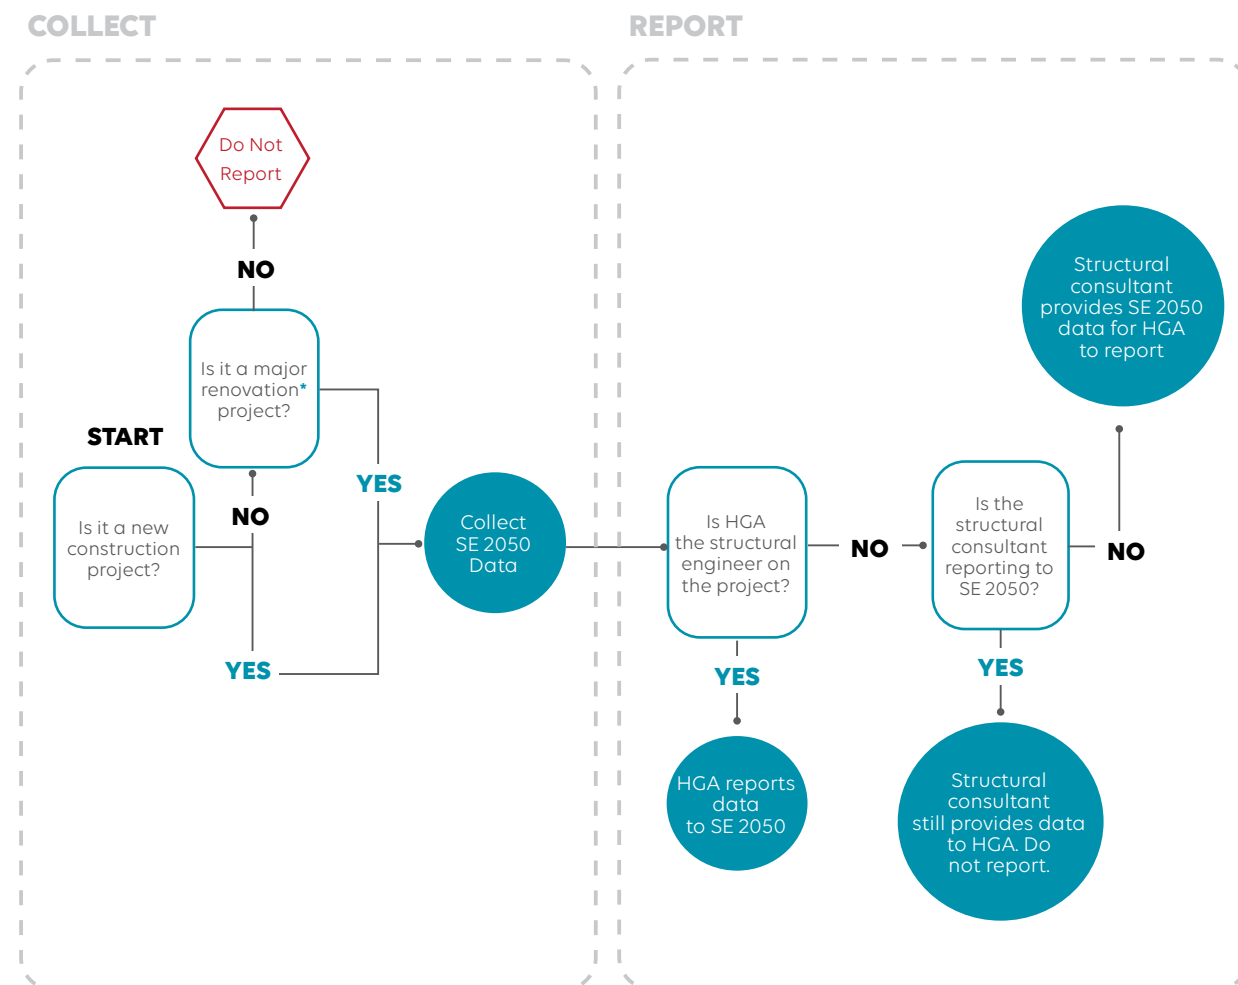 COLLECT
Do Not
Report
NO
Is it a major
renovation*
project?
START
YES
NO
Is it a new
construction
project?
Collect
SE 2050
Data
YES
REPORT
Structural
consultant
provides SE 2050
data for HGA
to report
Is HGA
the structural
engineer on
the project?
NO
Is the
structural
consultant
reporting to
SE 2050?
NO
YES
YES
HGA reports
data
to SE 2050
Structural
consultant
still provides data
to HGA. Do
not report.